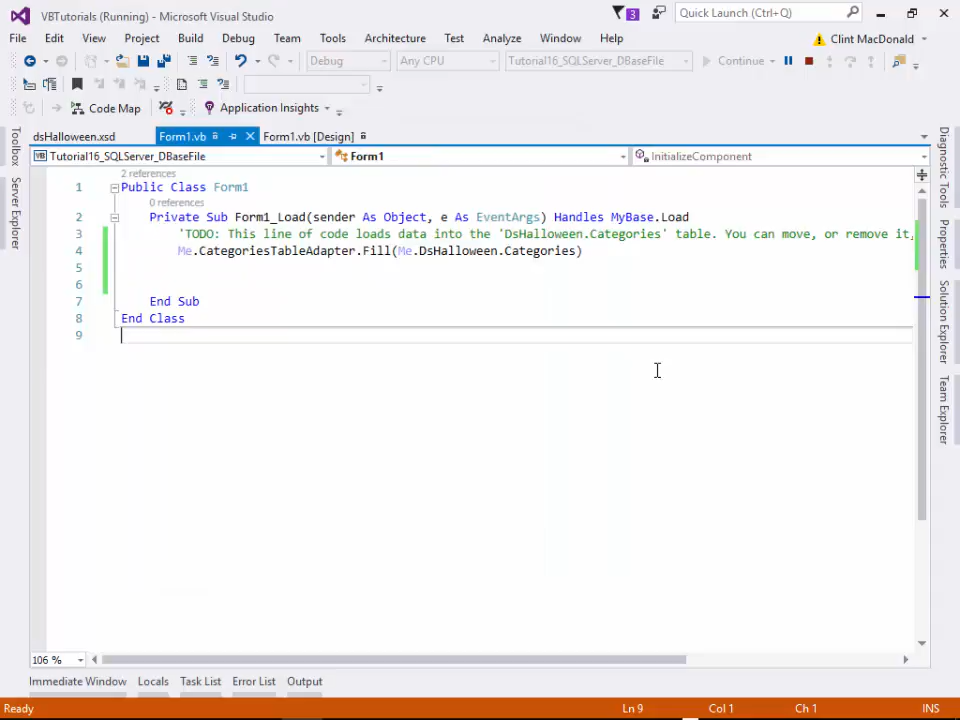 VBTutorials (Running) - Microsoft Visual Studio
3
Quick Launch (Ctrl+Q)
File Edit View Project Build Debug Team Tools Architecture Test Analyze Window Help
Clint MacDonald
Debug Any CPU Tutorial16_SQLServer_DBaseFile Continue
Code Map Application Insights
dsHalloween.xsd Form1.vb Form1.vb [Design]
VB Tutorial16_SQLServer_DBaseFile Form1 InitializeComponent
Toolbox
Server Explorer
2 references
1 Public Class Form1
0 references
2 Private Sub Form1_Load(sender As Object, e As EventArgs) Handles MyBase.Load
3 'TODO: This line of code loads data into the 'DsHalloween.Categories' table. You can move, or remove it,
4 Me.CategoriesTableAdapter.Fill(Me.DsHalloween.Categories)
5
6
7 End Sub
8 End Class
9
Diagnostic Tools
Properties
Solution Explorer
Team Explorer
106 %
Immediate Window Locals Task List Error List Output
Ready Ln 9 Col 1 Ch 1 INS